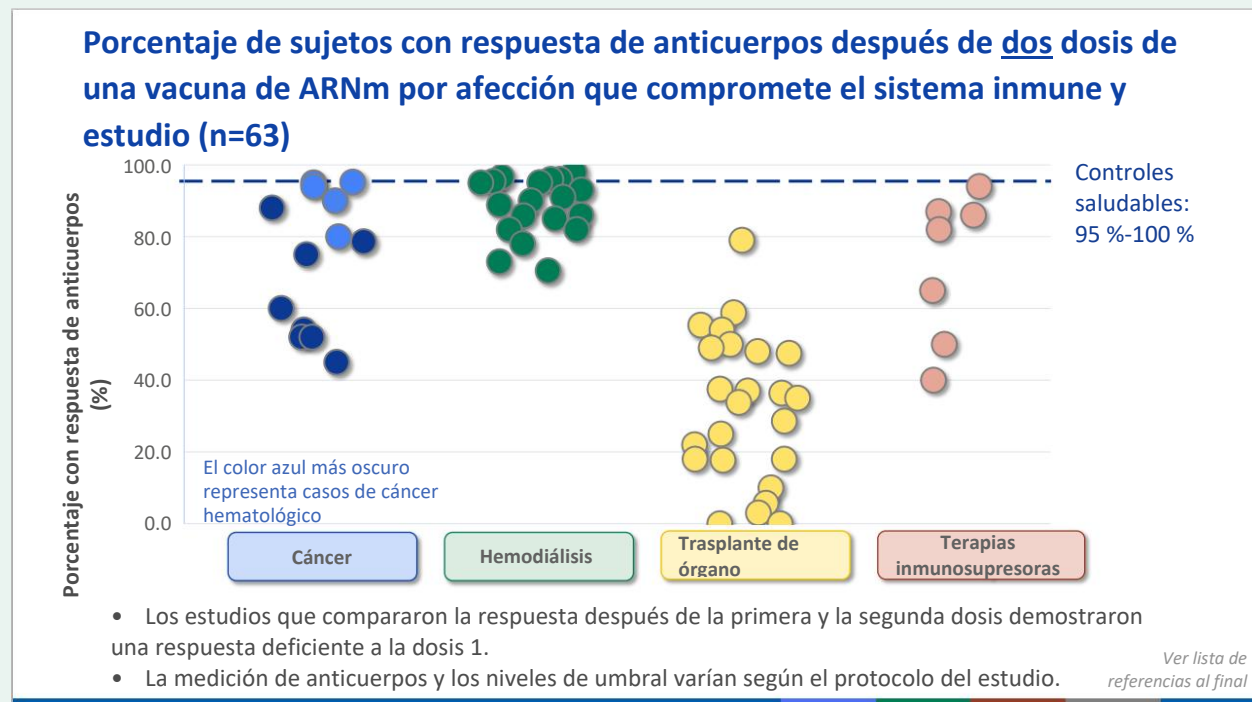 Porcentaje de sujetos con respuesta de anticuerpos después de dos dosis de
una vacuna de ARNm por afección que compromete el sistema inmune y
estudio (n=63)
Porcentaje con respuesta de anticuerpos
(%)
100.0
80.0
60.0
40.0
20.0
0.0
Controles
saludables:
95 %-100 %
El color azul más oscuro
representa casos de cáncer
hematológico
Cáncer
Hemodiálisis
Trasplante de
órgano
Terapias
inmunosupresoras
• Los estudios que compararon la respuesta después de la primera y la segunda dosis demostraron
una respuesta deficiente a la dosis 1.
• La medición de anticuerpos y los niveles de umbral varían según el protocolo del estudio.
Ver lista de
referencias al final